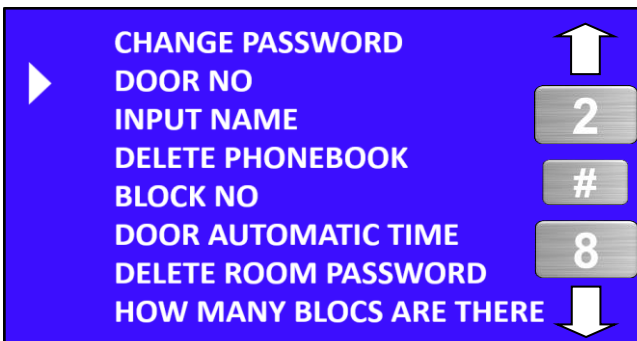 CHANGE PASSWORD
DOOR NO
INPUT NAME
DELETE PHONEBOOK
BLOCK NO
DOOR AUTOMATIC TIME
DELETE ROOM PASSWORD
HOW MANY BLOCS ARE THERE
2
#
8